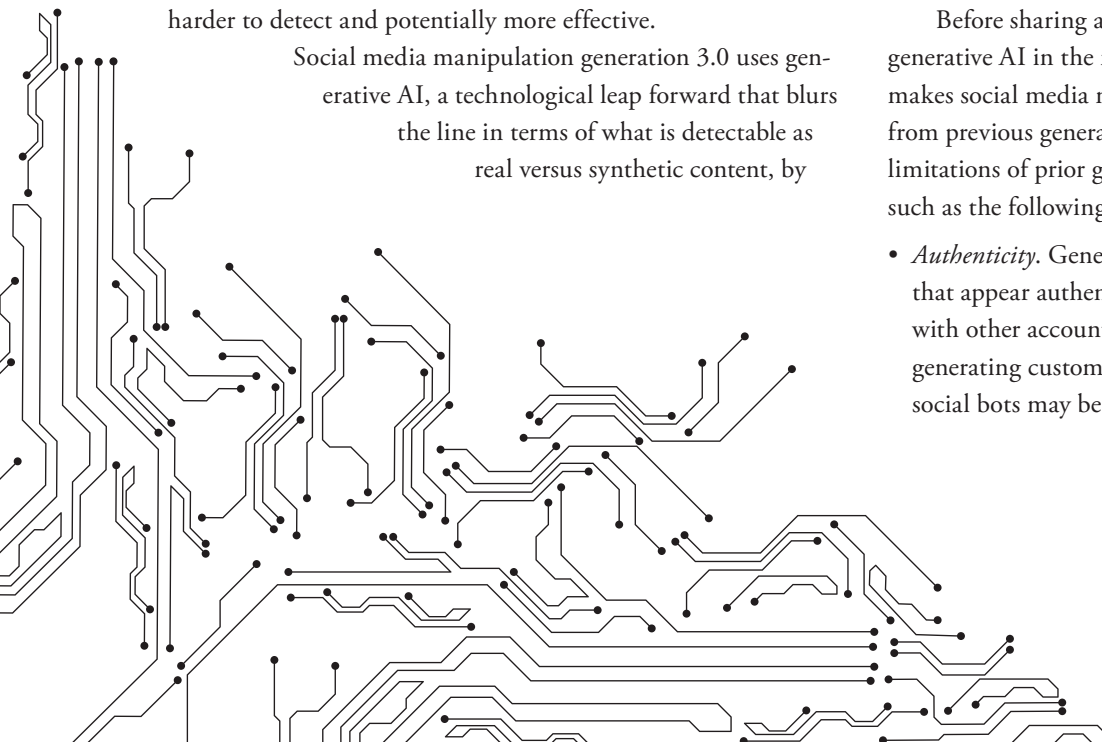 harder to detect and potentially more effective.
Social media manipulation generation 3.0 uses gen-
erative AI, a technological leap forward that blurs
the line in terms of what is detectable as
real versus synthetic content, by
Before sharing a
generative AI in the
makes social media
from previous genera
limitations of prior g
such as the following
• Authenticity. Gene
that appear authen
with other accoun
generating custom
social bots may be